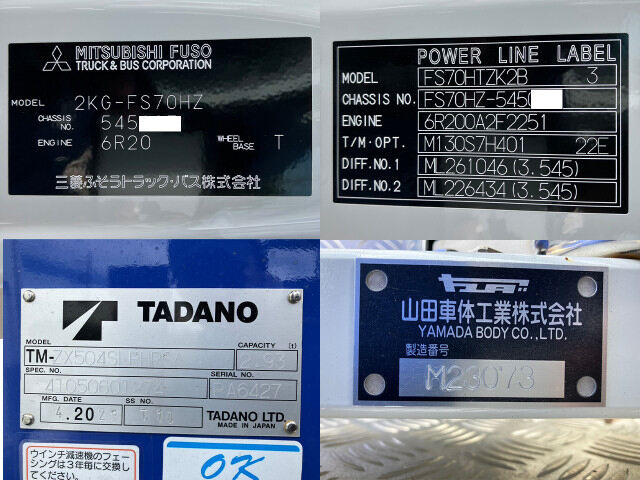 MITSUBISHI FUSO
TRUCK & BUS CORPORATION
MODEL 2KG-FS70HZ
CHASSIS NO. 545
ENGINE 6R20 WHEEL BASE T
三菱ふそうトラック・バス株式会社
POWER LINE LABEL
MODEL FS70HTZK2B 3
CHASSIS NO. FS70HZ-545
ENGINE 6R200A2F2251
T/M・OPT. M130S7H401 22E
DIFF.NO.1 ML261046(3.545)
DIFF.NO.2 ML226434(3.545)
TADANO
MODEL CAPACITY (t)
TM-ZX504S
SPEC. NO. SERIAL NO.
PA6427
MFG. DATE SS NO.
4.2023
TADANO LTD.
MADE IN JAPAN
ウインチ減速機のフェー
シングは3年毎に交換し
てください。
OK
山田車体工業株式会社
YAMADA BODY CO.,LTD.
製造番号
M23073